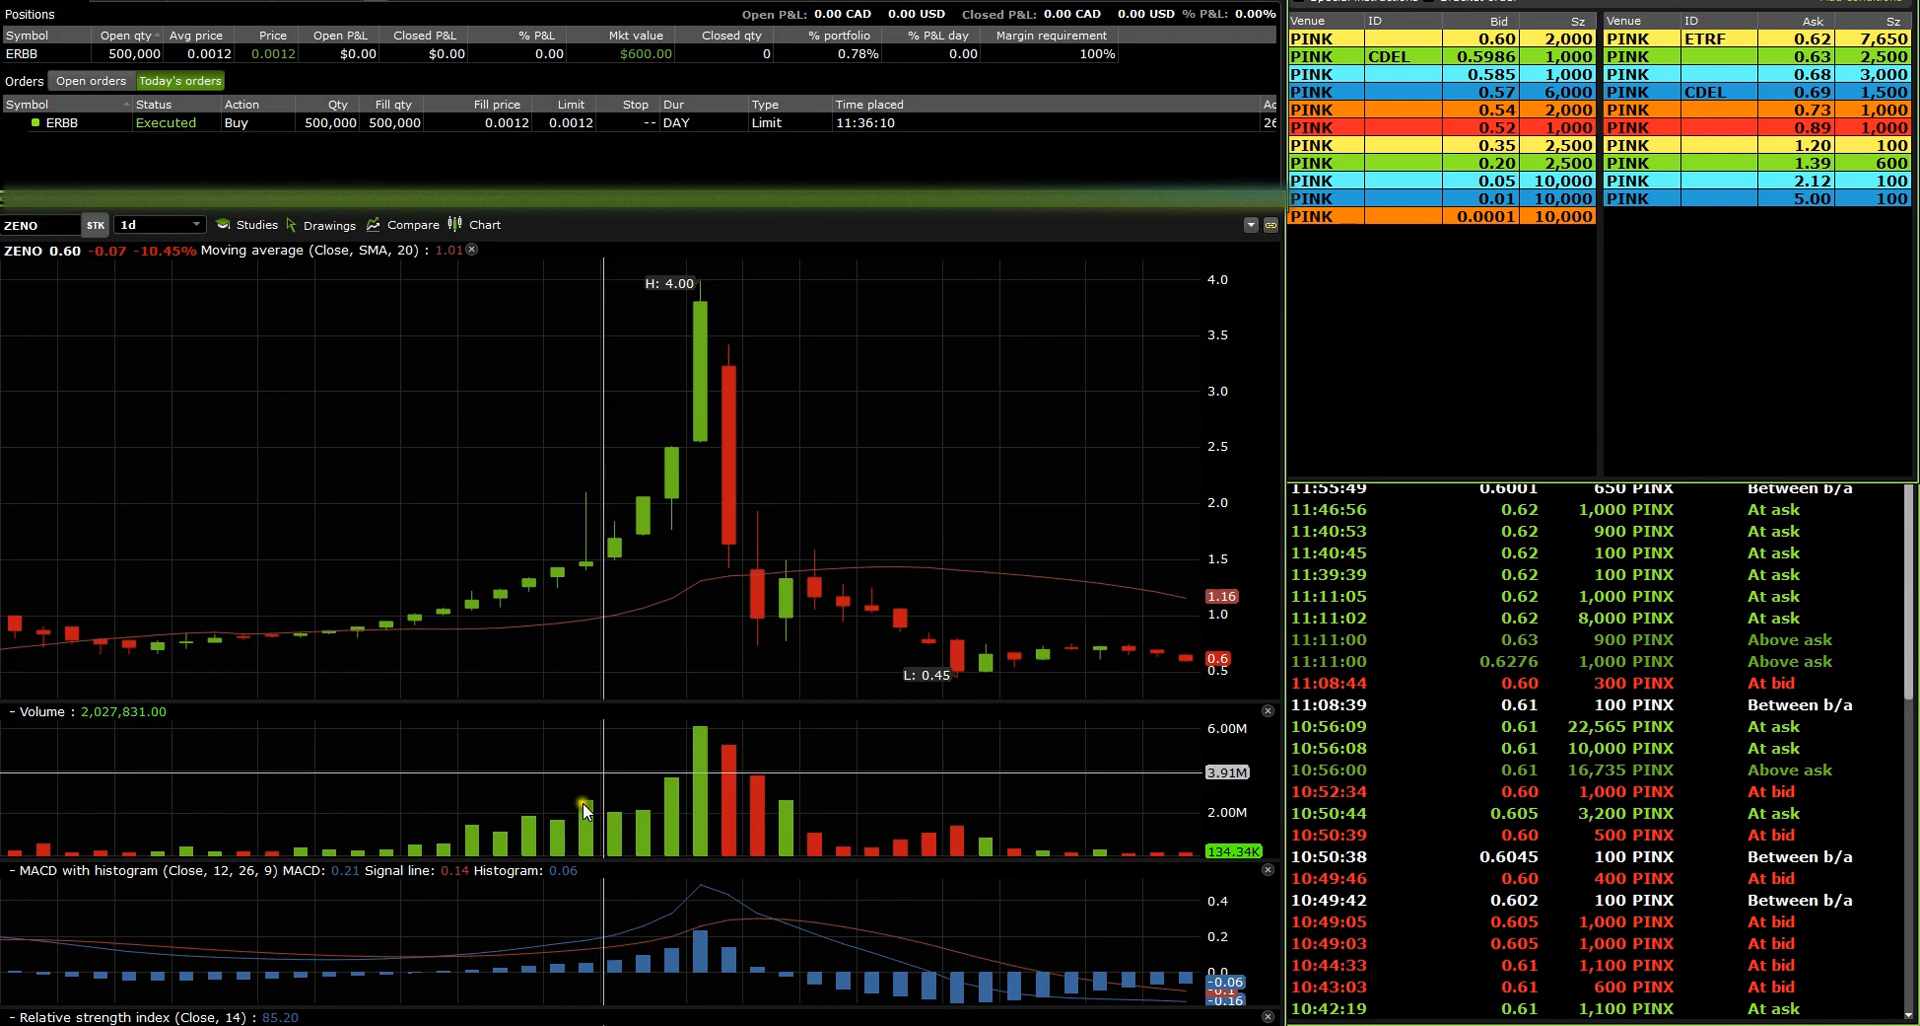 Positions Open P&L: 0.00 CAD 0.00 USD Closed P&L: 0.00 CAD 0.00 USD % P&L: 0.00%
Symbol Open qty Avg price Price Open P&L Closed P&L % P&L Mkt value Closed qty % portfolio % P&L day Margin requirement
ERBB 500,000 0.0012 0.0012 $0.00 $0.00 0.00 $600.00 0 0.78% 0.00 100%
Orders Open orders Today's orders
Symbol Status Action Qty Fill qty Fill price Limit Stop Dur Type Time placed
ERBB Executed Buy 500,000 500,000 0.0012 0.0012 -- DAY Limit 11:36:10 26
ZENO STK 1d Studies Drawings Compare Chart
ZENO 0.60 -0.07 -10.45% Moving average (Close, SMA, 20) : 1.01
H: 4.00
4.0
3.5
3.0
2.5
2.0
1.5
1.16
1.0
0.6
0.5
L: 0.45
- Volume : 2,027,831.00
6.00M
3.91M
2.00M
134.34K
- MACD with histogram (Close, 12, 26, 9) MACD: 0.21 Signal line: 0.14 Histogram: 0.06
0.4
0.2
0.0
-0.06
-0.16
- Relative strength index (Close, 14) : 85.20
Venue ID Bid Sz Venue ID Ask Sz
PINK 0.60 2,000 PINK ETRF 0.62 7,650
PINK CDEL 0.5986 1,000 PINK 0.63 2,500
PINK 0.585 1,000 PINK 0.68 3,000
PINK 0.57 6,000 PINK CDEL 0.69 1,500
PINK 0.54 2,000 PINK 0.73 1,000
PINK 0.52 1,000 PINK 0.89 1,000
PINK 0.35 2,500 PINK 1.20 100
PINK 0.20 2,500 PINK 1.39 600
PINK 0.05 10,000 PINK 2.12 100
PINK 0.01 10,000 PINK 5.00 100
PINK 0.0001 10,000
11:55:49 0.6001 650 PINX Between b/a
11:46:56 0.62 1,000 PINX At ask
11:40:53 0.62 900 PINX At ask
11:40:45 0.62 100 PINX At ask
11:39:39 0.62 100 PINX At ask
11:11:05 0.62 1,000 PINX At ask
11:11:02 0.62 8,000 PINX At ask
11:11:00 0.63 900 PINX Above ask
11:11:00 0.6276 1,000 PINX Above ask
11:08:44 0.60 300 PINX At bid
11:08:39 0.61 100 PINX Between b/a
10:56:09 0.61 22,565 PINX At ask
10:56:08 0.61 10,000 PINX At ask
10:56:00 0.61 16,735 PINX Above ask
10:52:34 0.60 1,000 PINX At bid
10:50:44 0.605 3,200 PINX At ask
10:50:39 0.60 500 PINX At bid
10:50:38 0.6045 100 PINX Between b/a
10:49:46 0.60 400 PINX At bid
10:49:42 0.602 100 PINX Between b/a
10:49:05 0.605 1,000 PINX At bid
10:49:03 0.605 1,000 PINX At bid
10:44:33 0.61 1,100 PINX At bid
10:43:03 0.61 600 PINX At bid
10:42:19 0.61 1,100 PINX At ask